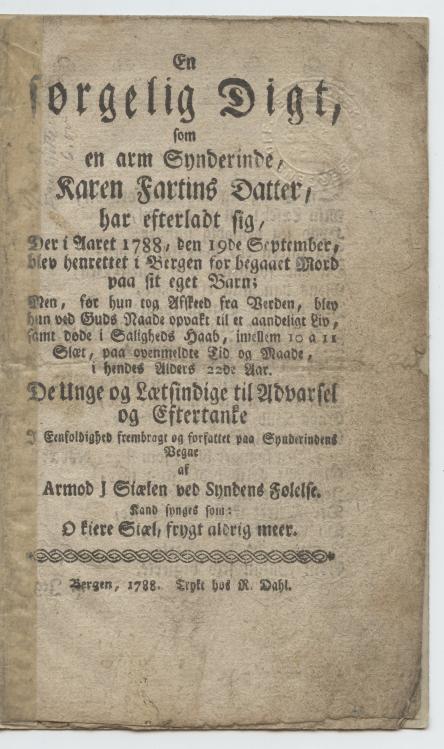 En
sørgelig Digt,
som
en arm Synderinde,
Karen Fartins Datter,
har efterladt sig,
Der i Aaret 1788, den 19de September,
blev henrettet i Bergen for begaaet Mord
paa sit eget Barn;
Men, før hun tog Afskeed fra Verden, blev
hun ved Guds Naade opvakt til et aandeligt Liv,
samt døde i Saligheds Haab, imellem 10 a 11
Slæt, paa ovenmeldte Tid og Maade,
i hendes Alders 22de Aar.
De Unge og Lætsindige til Advarsel
og Eftertanke
I Eenfoldighed frembragt og forfattet paa Synderindens
Vegne
af
Armod I Siælen ved Syndens Følelse.
Kand synges som:
O kiere Siæl, frygt aldrig meer.
Bergen, 1788. Trykt hos R. Dahl.